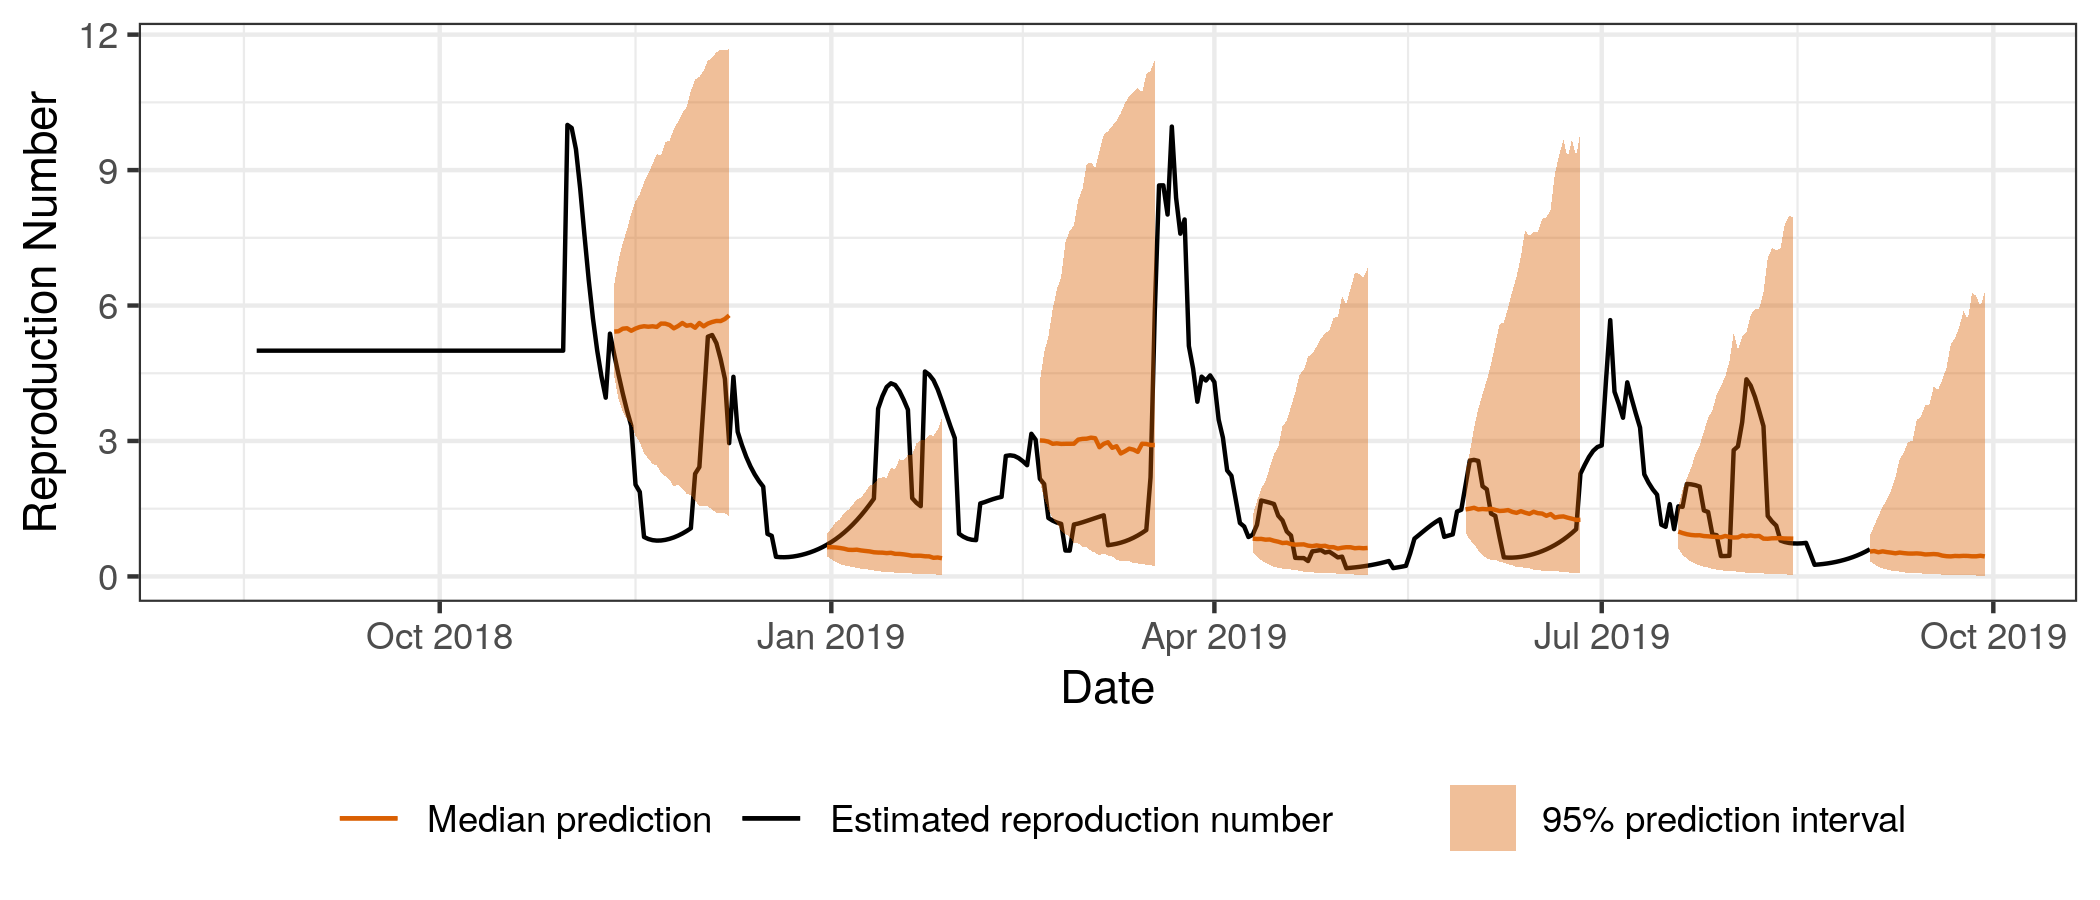 Reproduction Number
12
9
6
3
0
Oct 2018
Jan 2019
Apr 2019
Jul 2019
Oct 2019
Date
Median prediction
Estimated reproduction number
95% prediction interval